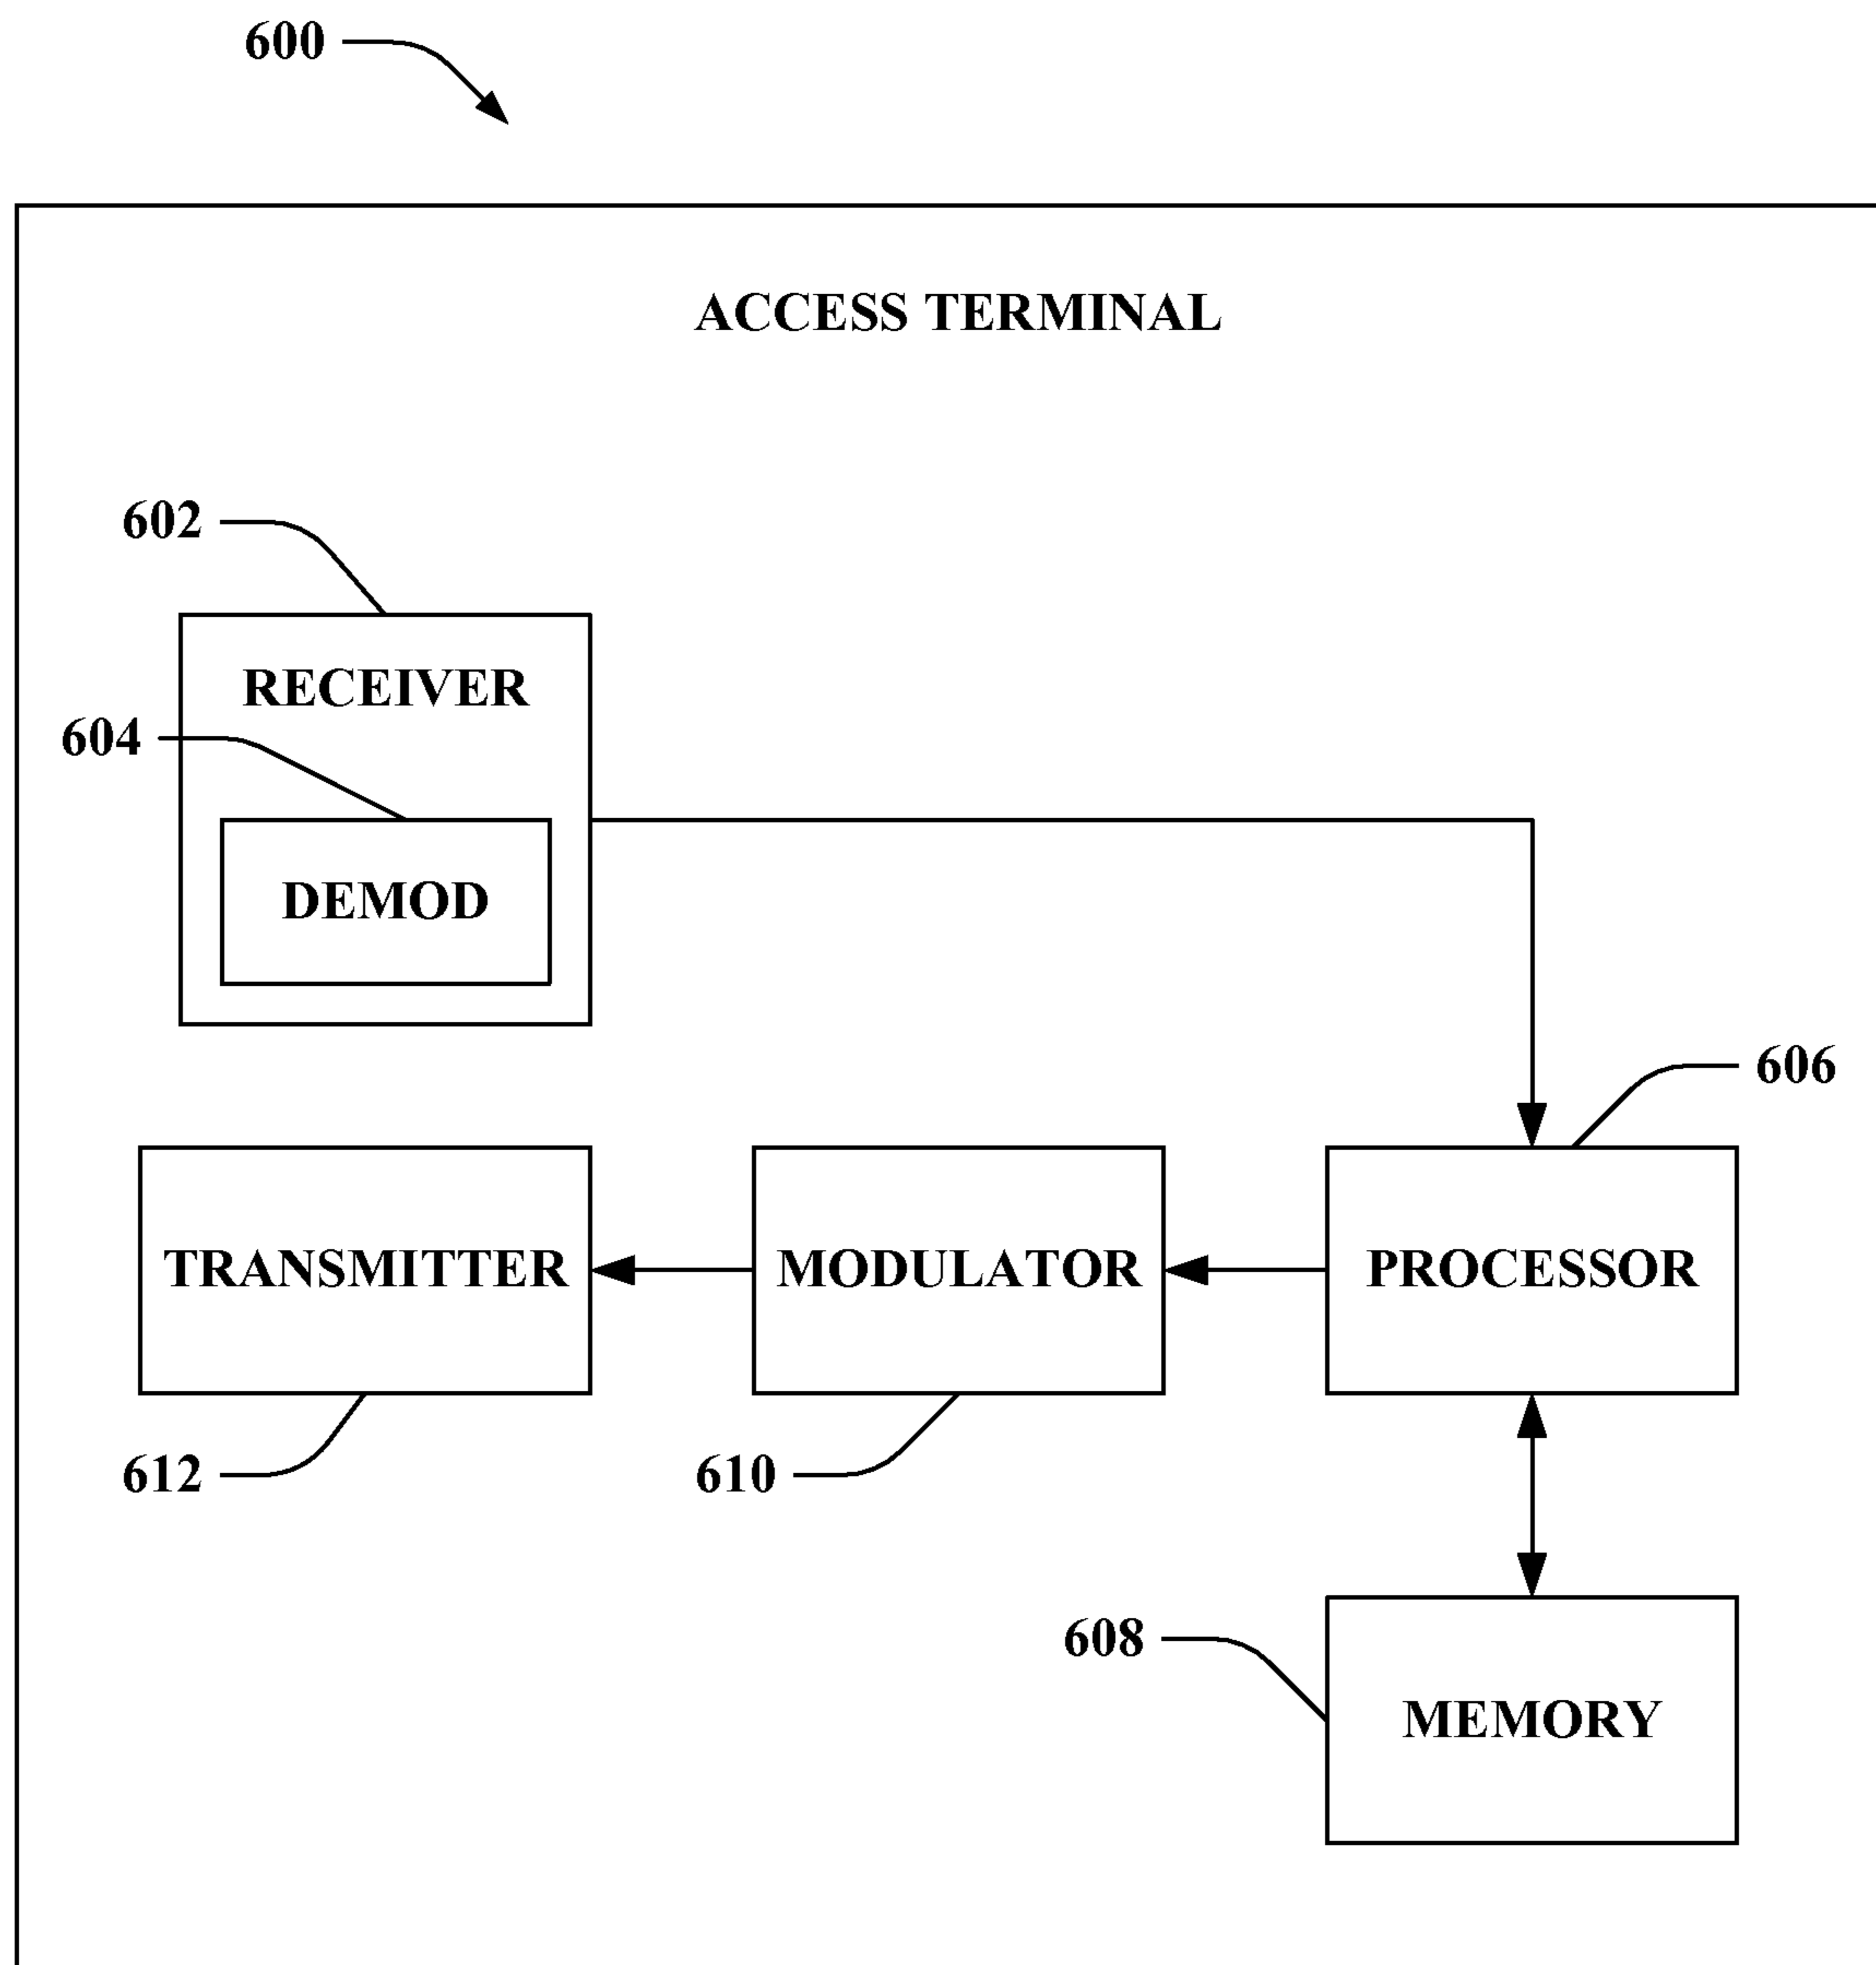 600
ACCESS TERMINAL
602
RECEIVER
604
DEMOD
606
TRANSMITTER
MODULATOR
PROCESSOR
612
610
608
MEMORY